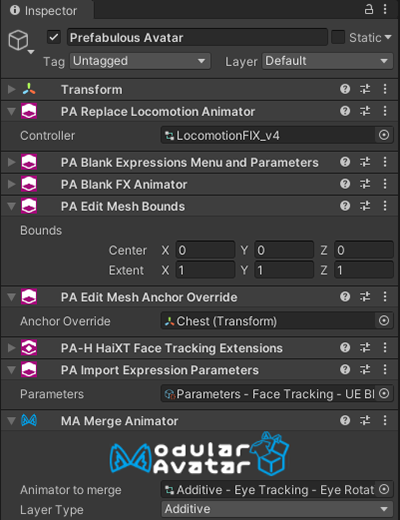 Inspector
Prefabulous Avatar Static
Tag Untagged Layer Default
Transform
PA Replace Locomotion Animator
Controller LocomotionFIX_v4
PA Blank Expressions Menu and Parameters
PA Blank FX Animator
PA Edit Mesh Bounds
Bounds
Center X 0 Y 0 Z 0
Extent X 1 Y 1 Z 1
PA Edit Mesh Anchor Override
Anchor Override Chest (Transform)
PA-H HaiXT Face Tracking Extensions
PA Import Expression Parameters
Parameters Parameters - Face Tracking - UE Bl
MA Merge Animator
Modular
Avatar
Animator to merge Additive - Eye Tracking - Eye Rotat
Layer Type Additive